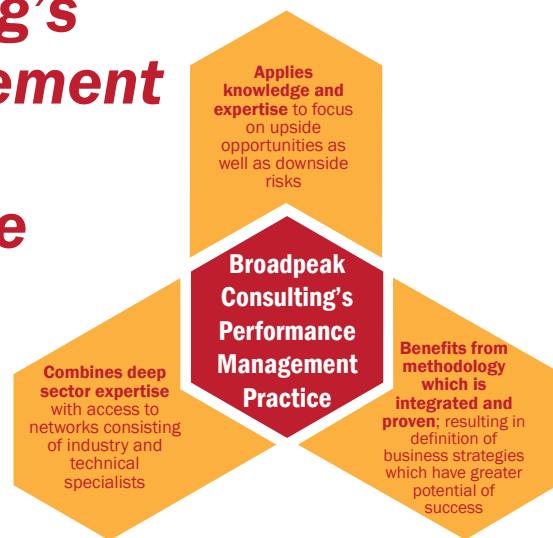 g's
ement
e
Applies
knowledge and
expertise to focus
on upside
opportunities as
well as downside
risks
Broadpeak
Consulting's
Performance
Management
Practice
Combines deep
sector expertise
with access to
networks consisting
of industry and
technical
specialists
Benefits from
methodology
which is
integrated and
proven; resulting in
definition of
business strategies
which have greater
potential of
success